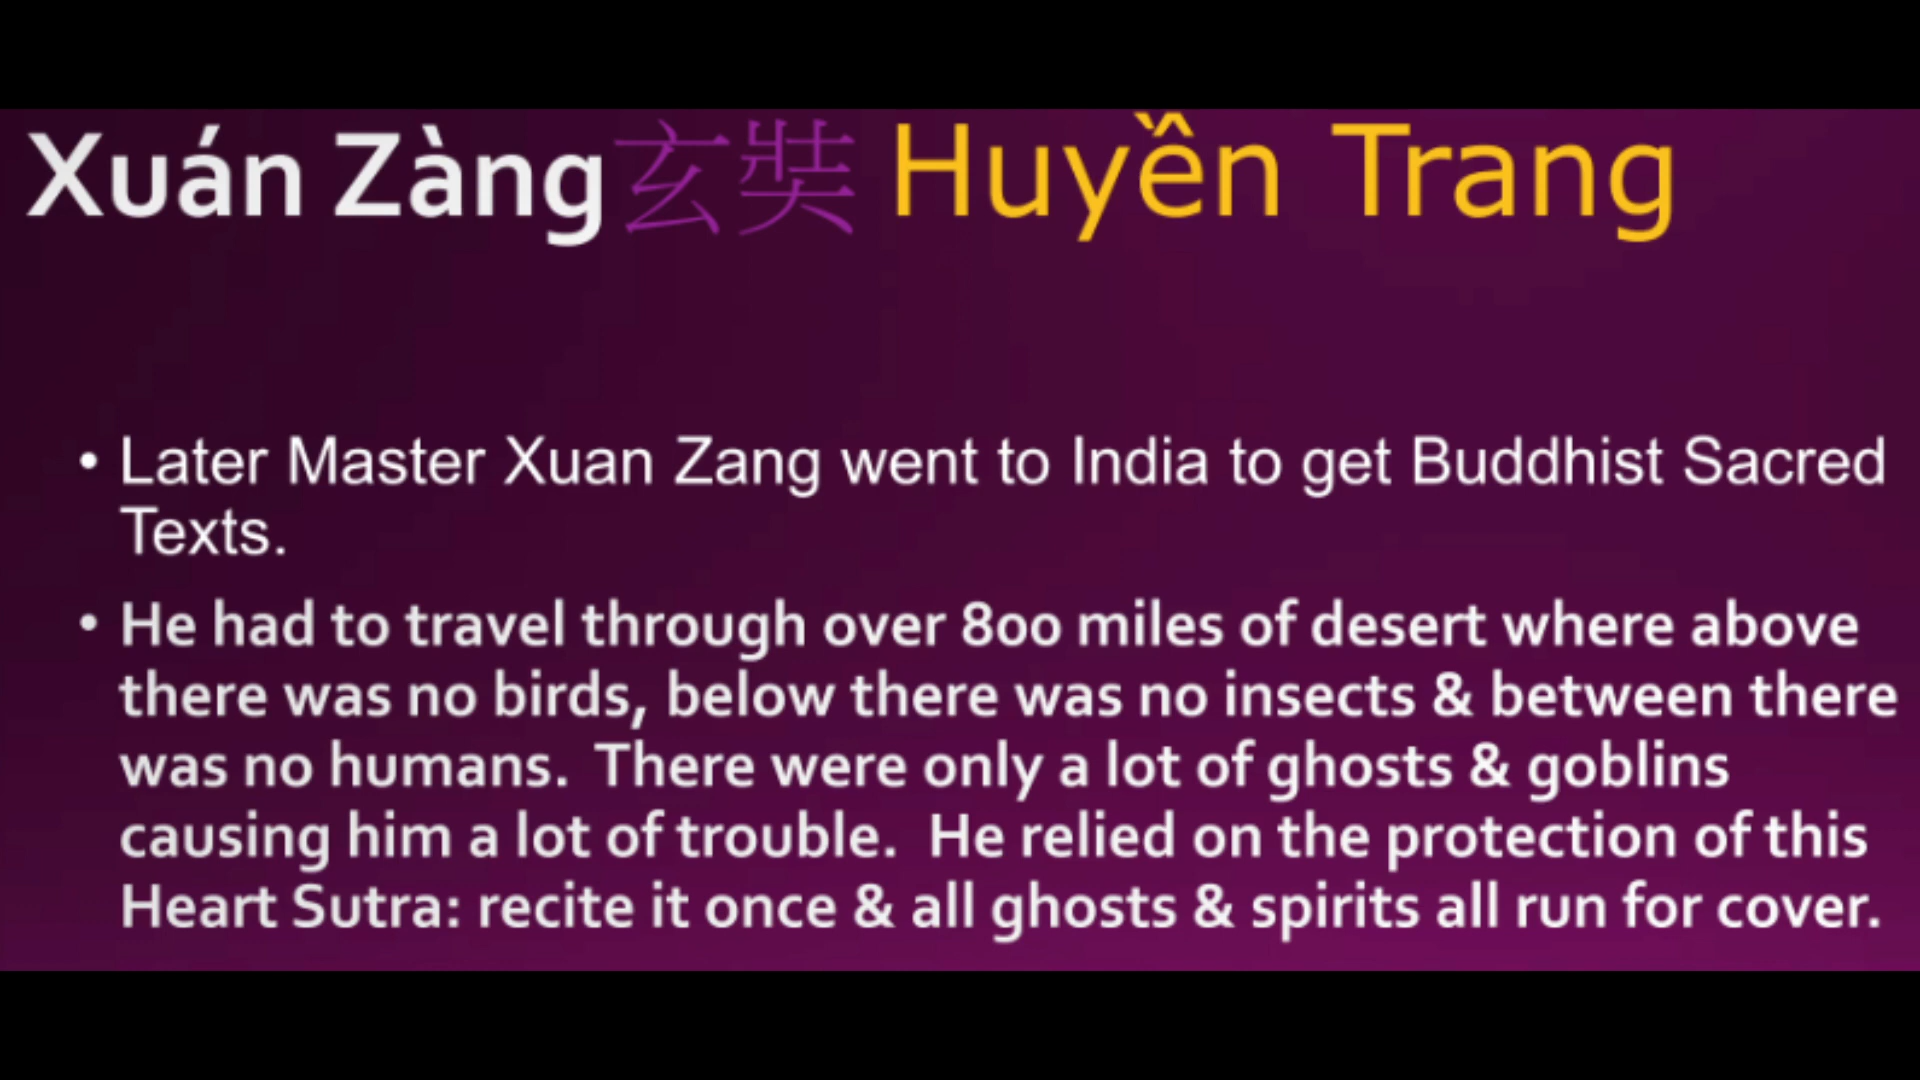 Xuán Zàng玄奘 Huyền Trang
• Later Master Xuan Zang went to India to get Buddhist Sacred
Texts.
• He had to travel through over 800 miles of desert where above
there was no birds, below there was no insects & between there
was no humans.  There were only a lot of ghosts & goblins
causing him a lot of trouble.  He relied on the protection of this
Heart Sutra: recite it once & all ghosts & spirits all run for cover.